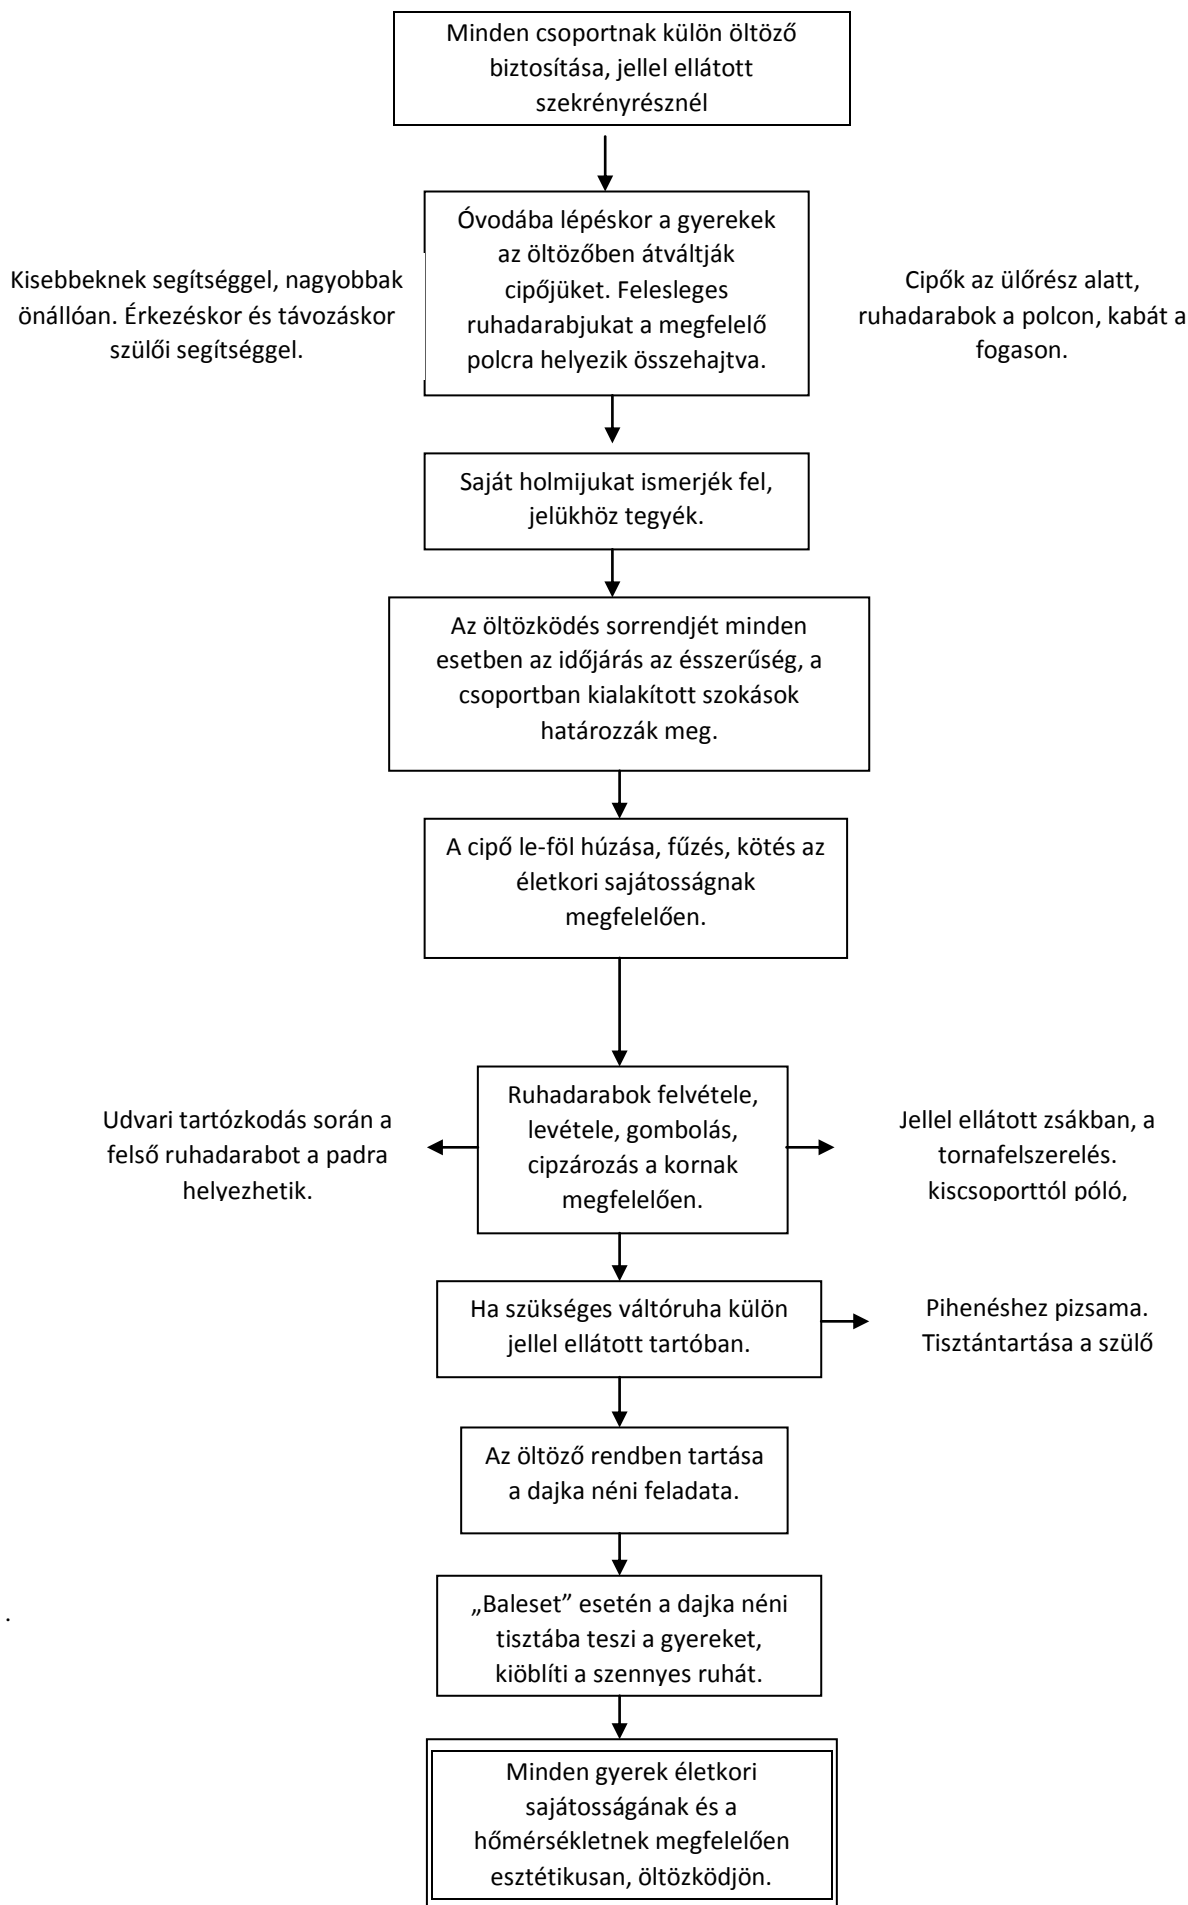 Minden csoportnak külön öltöző
biztosítása, jellel ellátott
szekrényrésznél
Óvodába lépéskor a gyerekek
az öltözőben átváltják
cipőjüket. Felesleges
ruhadarabjukat a megfelelő
polcra helyezik összehajtva.
Kisebbeknek segítséggel, nagyobbak
önállóan. Érkezéskor és távozáskor
szülői segítséggel.
Cipők az ülőrész alatt,
ruhadarabok a polcon, kabát a
fogason.
Saját holmijukat ismerjék fel,
jelükhöz tegyék.
Az öltözködés sorrendjét minden
esetben az időjárás az ésszerűség, a
csoportban kialakított szokások
határozzák meg.
A cipő le-föl húzása, fűzés, kötés az
életkori sajátosságnak
megfelelően.
Udvari tartózkodás során a
felső ruhadarabot a padra
helyezhetik.
Ruhadarabok felvétele,
levétele, gombolás,
cipzározás a kornak
megfelelően.
Jellel ellátott zsákban, a
tornafelszerelés.
kiscsoporttól póló,
Ha szükséges váltóruha külön
jellel ellátott tartóban.
Pihenéshez pizsama.
Tisztántartása a szülő
Az öltöző rendben tartása
a dajka néni feladata.
„Baleset” esetén a dajka néni
tisztába teszi a gyereket,
kiöblíti a szennyes ruhát.
.
Minden gyerek életkori
sajátosságának és a
hőmérsékletnek megfelelően
esztétikusan, öltözködjön.